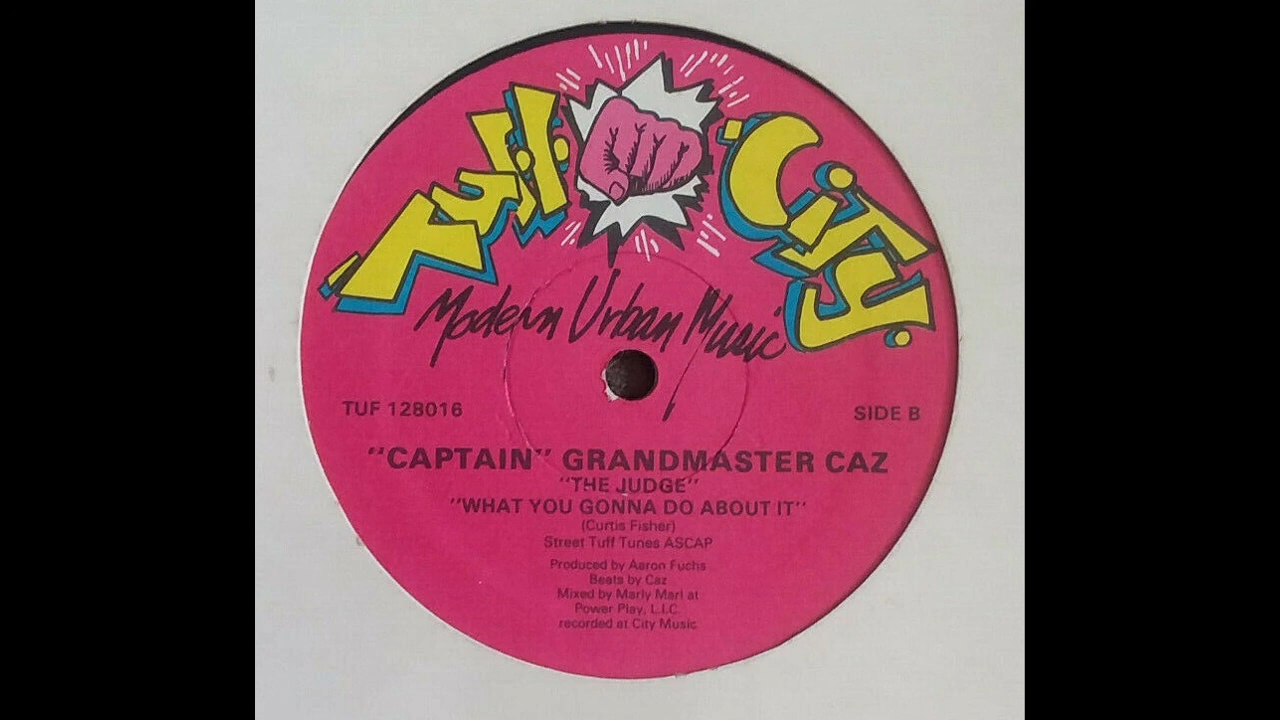 Tuff City
Modern Urban Music
TUF 128016
SIDE B
"CAPTAIN" GRANDMASTER CAZ
"THE JUDGE"
"WHAT YOU GONNA DO ABOUT IT"
(Curtis Fisher)
Street Tuff Tunes ASCAP
Produced by Aaron Fuchs
Beats by Caz
Mixed by Marly Marl at
Power Play, L.I.C.
recorded at City Music